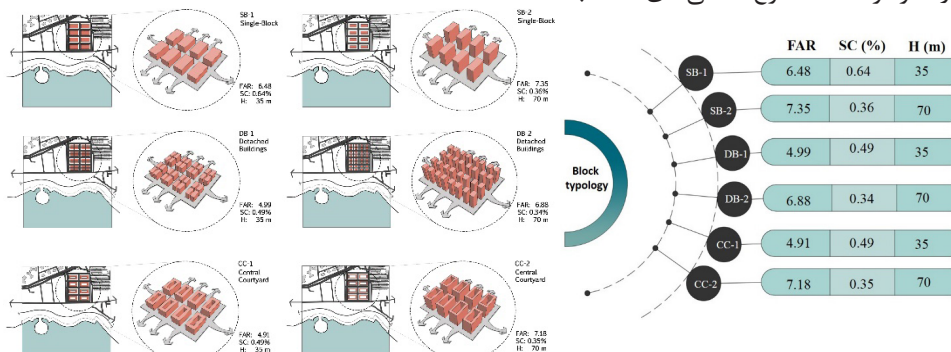 SB-1
Single-Block
FAR: 6.48
SC: 0.64%
H: 35 m
SB-2
Single-Block
FAR: 7.35
SC: 0.36%
H: 70 m
DB-1
Detached
Buildings
FAR: 4.99
SC: 0.49%
H: 35 m
DB-2
Detached
Buildings
FAR: 6.88
SC: 0.34%
H: 70 m
CC-1
Central
Courtyard
FAR: 4.91
SC: 0.49%
H: 35 m
CC-2
Central
Courtyard
FAR: 7.18
SC: 0.35%
H: 70 m
Block
typology
FAR SC (%) H (m)
SB-1 6.48 0.64 35
SB-2 7.35 0.36 70
DB-1 4.99 0.49 35
DB-2 6.88 0.34 70
CC-1 4.91 0.49 35
CC-2 7.18 0.35 70